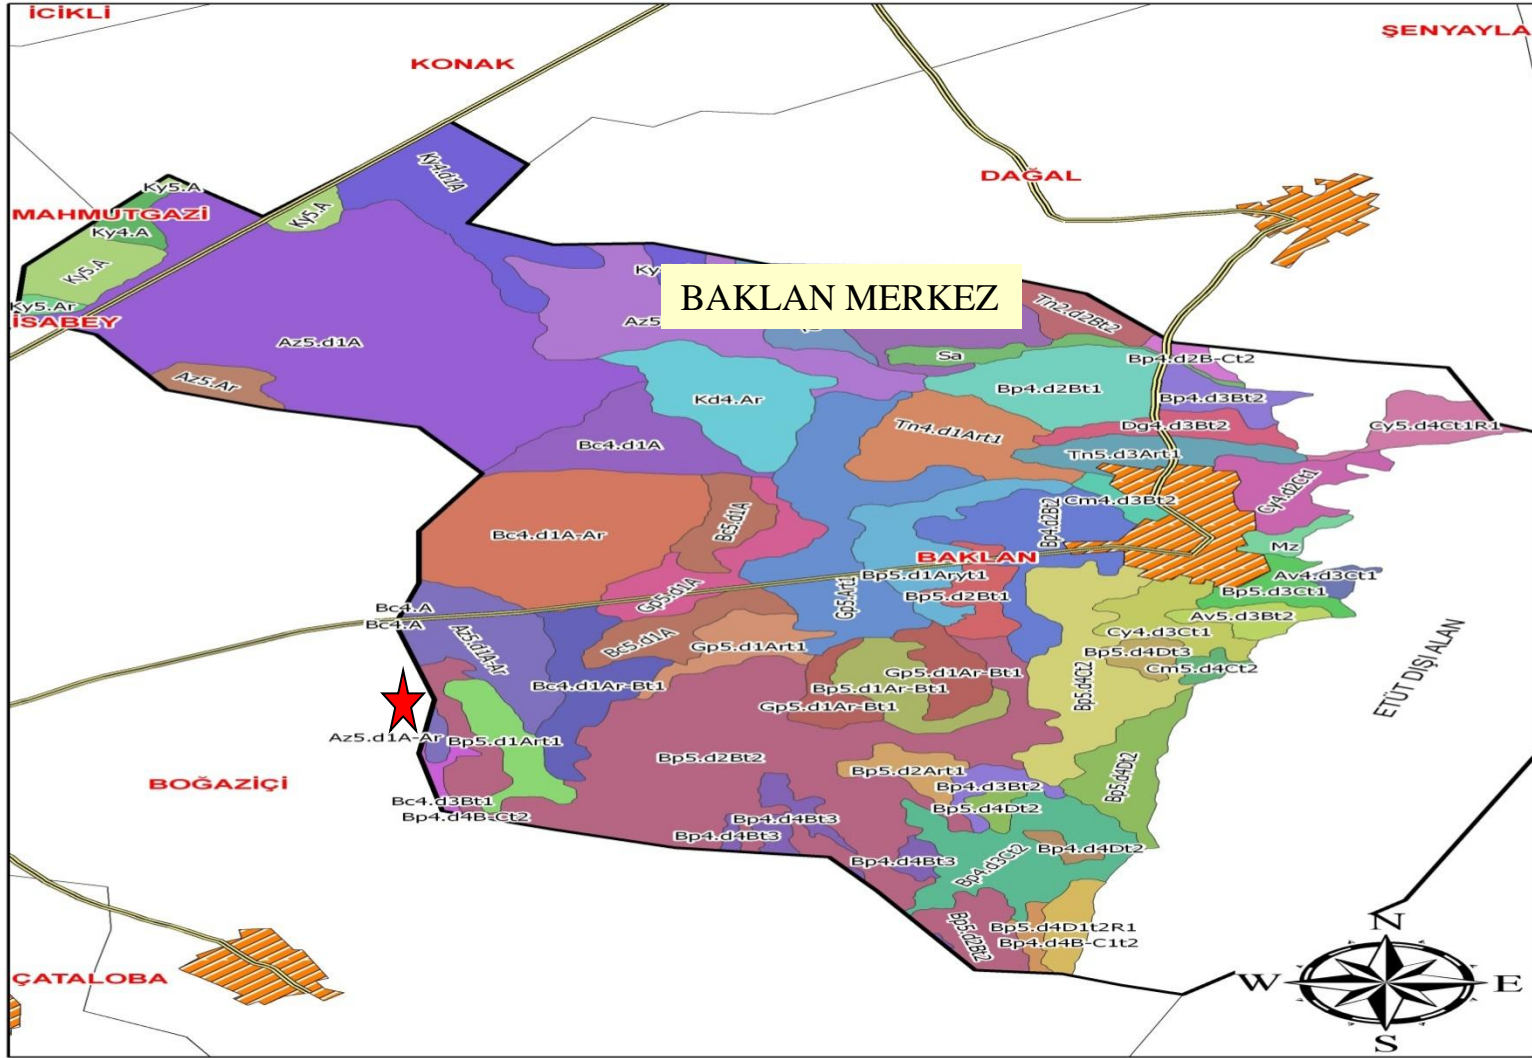 İCİKLİ
ŞENYAYLA
KONAK
Ky4.d1A
DAĞAL
Ky5.A
MAHMUTGAZİ
Ky5.A
Ky4.A
Ky5.A
BAKLAN MERKEZ
Ky5.Ar
İSABEY
Tn2.d2Bt2
Az5.d1A
Sa
Bp4.d2B-Ct2
Az5.Ar
Bp4.d2Bt1
Kd4.Ar
Bp4.d3Bt2
Tn4.d1Art1
Dg4.d3Bt2
Cy5.d4Ct1R1
Bc4.d1A
Tn5.d3Art1
Cy4.d2Ct1
Cm4.d3Bt2
Bc5.d1A
Bp4.d2Bt2
Bc4.d1A-Ar
Mz
BAKLAN
Bp5.d1Aryt1
Av4.d3Ct1
Bp5.d3Ct1
Gp5.d1A
Gp5.Art1
Bp5.d2Bt1
Bc4.A
Bc4.A
Av5.d3Bt2
Az5.d1A-Ar
Bc5.d1A
Gp5.d1Art1
Cy4.d3Ct1
Bp5.d4Dt3
Cm5.d4Ct2
Gp5.d1Ar-Bt1
Bc4.d1Ar-Bt1
Bp5.d1Ar-Bt1
Bp5.d4Ct2
Gp5.d1Ar-Bt1
ETÜT DIŞI ALAN
Az5.d1A-Ar
Bp5.d1Art1
Bp5.d2Bt2
Bp5.d2Art1
Bp5.d4Dt2
BOĞAZİÇİ
Bp4.d3Bt2
Bc4.d3Bt1
Bp5.d4Dt2
Bp4.d4B-Ct2
Bp4.d4Bt3
Bp4.d4Bt3
Bp4.d4Dt2
Bp4.d4Bt3
Bp4.d3Ct2
Bp5.d2Bt2
Bp5.d4D1t2R1
Bp4.d4B-C1t2
ÇATALOBA
N
W
E
S